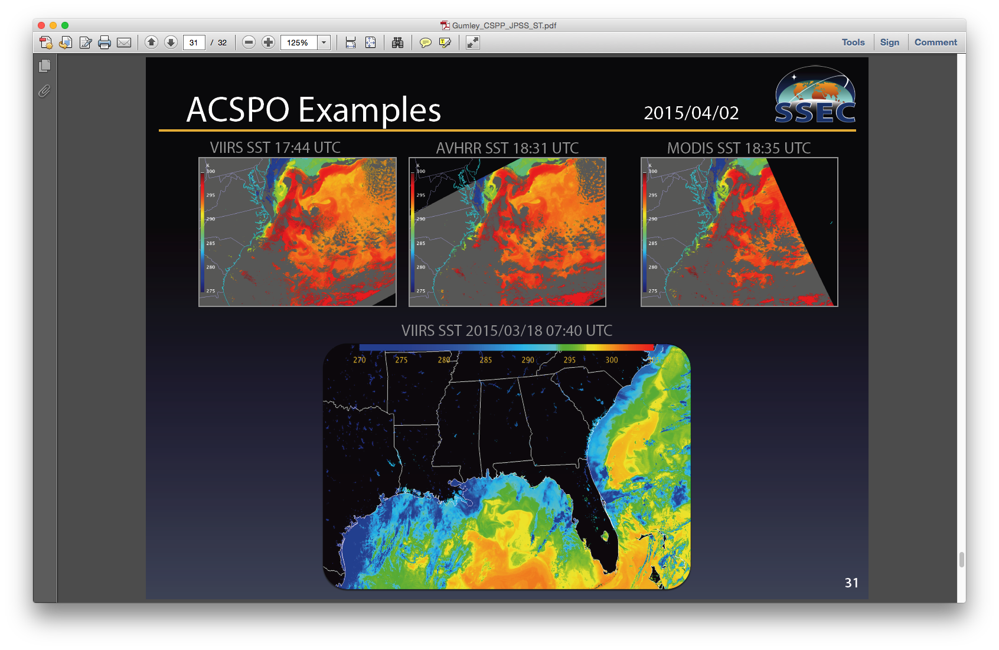 Gumley_CSPP_JPSS_ST.pdf
31 / 32 125% Tools Sign Comment
ACSPO Examples 2015/04/02 SSEC
VIIRS SST 17:44 UTC AVHRR SST 18:31 UTC MODIS SST 18:35 UTC
K K K
300 300 300
295 295 295
290 290 290
285 285 285
280 280 280
275 275 275
VIIRS SST 2015/03/18 07:40 UTC
270 275 280 285 290 295 300 305
31